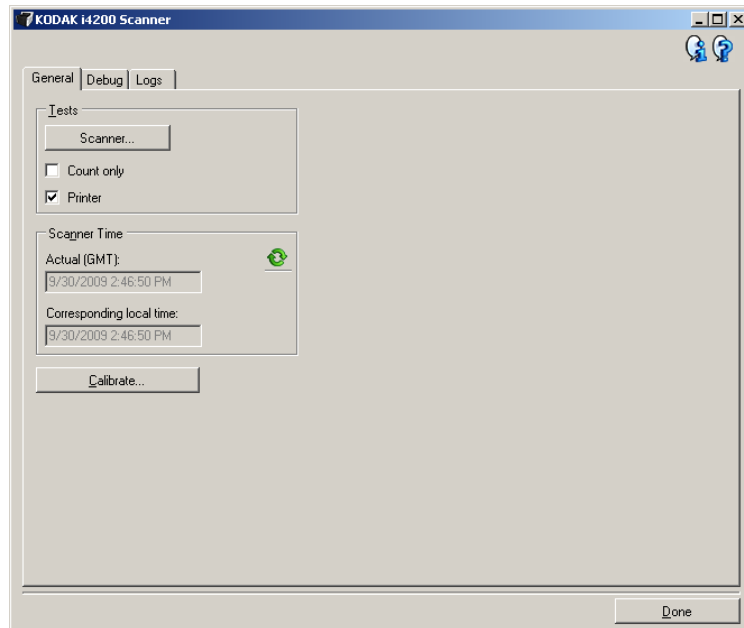 KODAK i4200 Scanner
General Debug Logs
Tests
Scanner...
Count only
Printer
Scanner Time
Actual (GMT):
9/30/2009 2:46:50 PM
Corresponding local time:
9/30/2009 2:46:50 PM
Calibrate...
Done